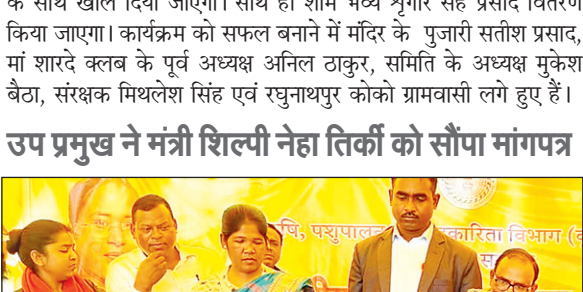 के साथ खोल दिया जाएगा। साथ ही शाम भव्य श्रृंगार सह प्रसाद वितरण
किया जाएगा। कार्यक्रम को सफल बनाने में मंदिर के पुजारी सतीश प्रसाद,
मां शारदे क्लब के पूर्व अध्यक्ष अनिल ठाकुर, समिति के अध्यक्ष मुकेश
बैठा, संरक्षक मिथलेश सिंह एवं रघुनाथपुर कोको ग्रामवासी लगे हुए हैं।
उप प्रमुख ने मंत्री शिल्पी नेहा तिर्की को सौंपा मांगपत्र
षि, पशुपालन कारिता विभाग